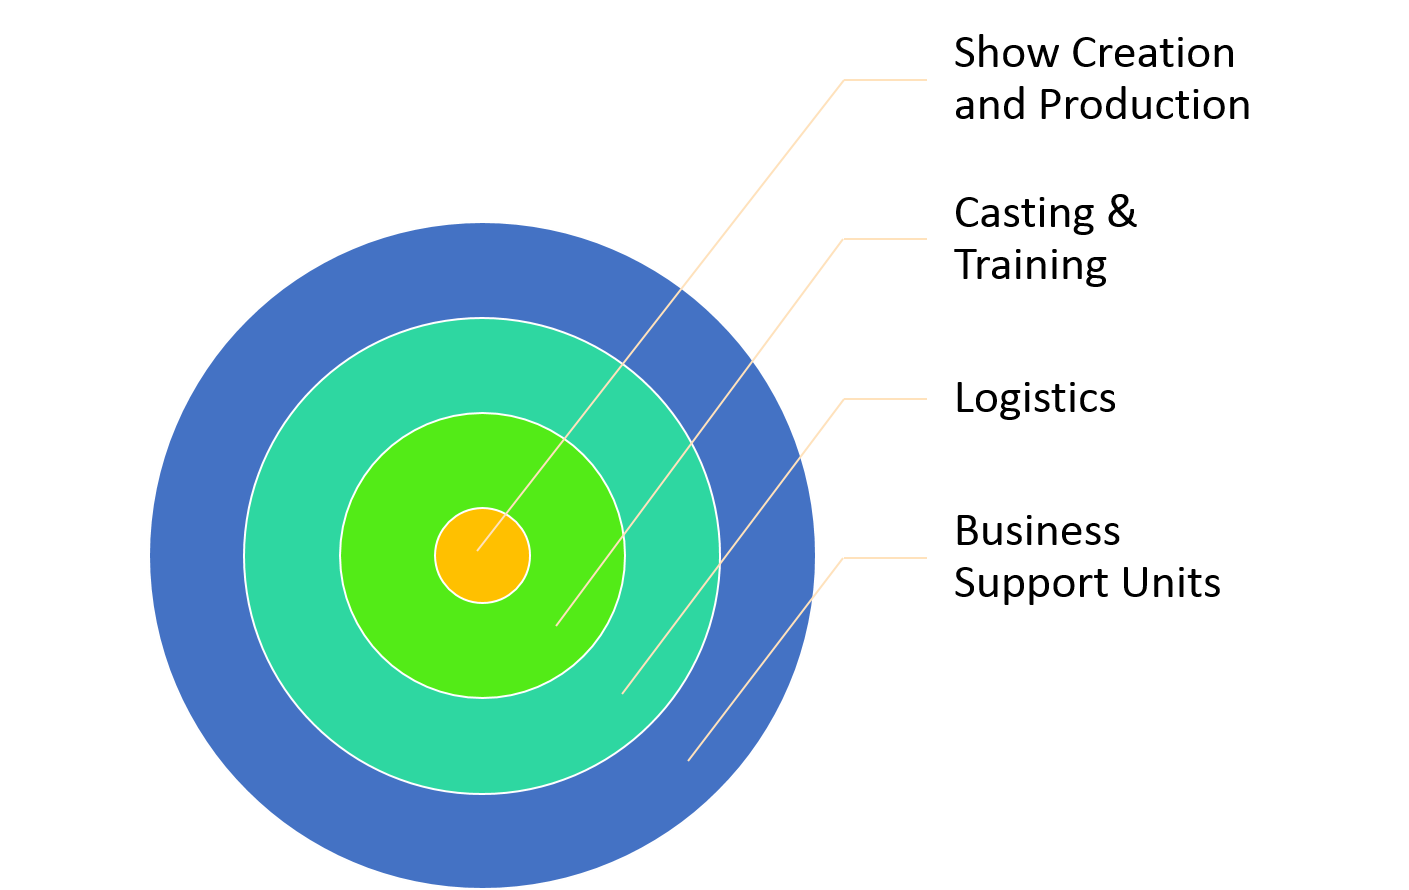 Show Creation
and Production
Casting &
Training
Logistics
Business
Support Units